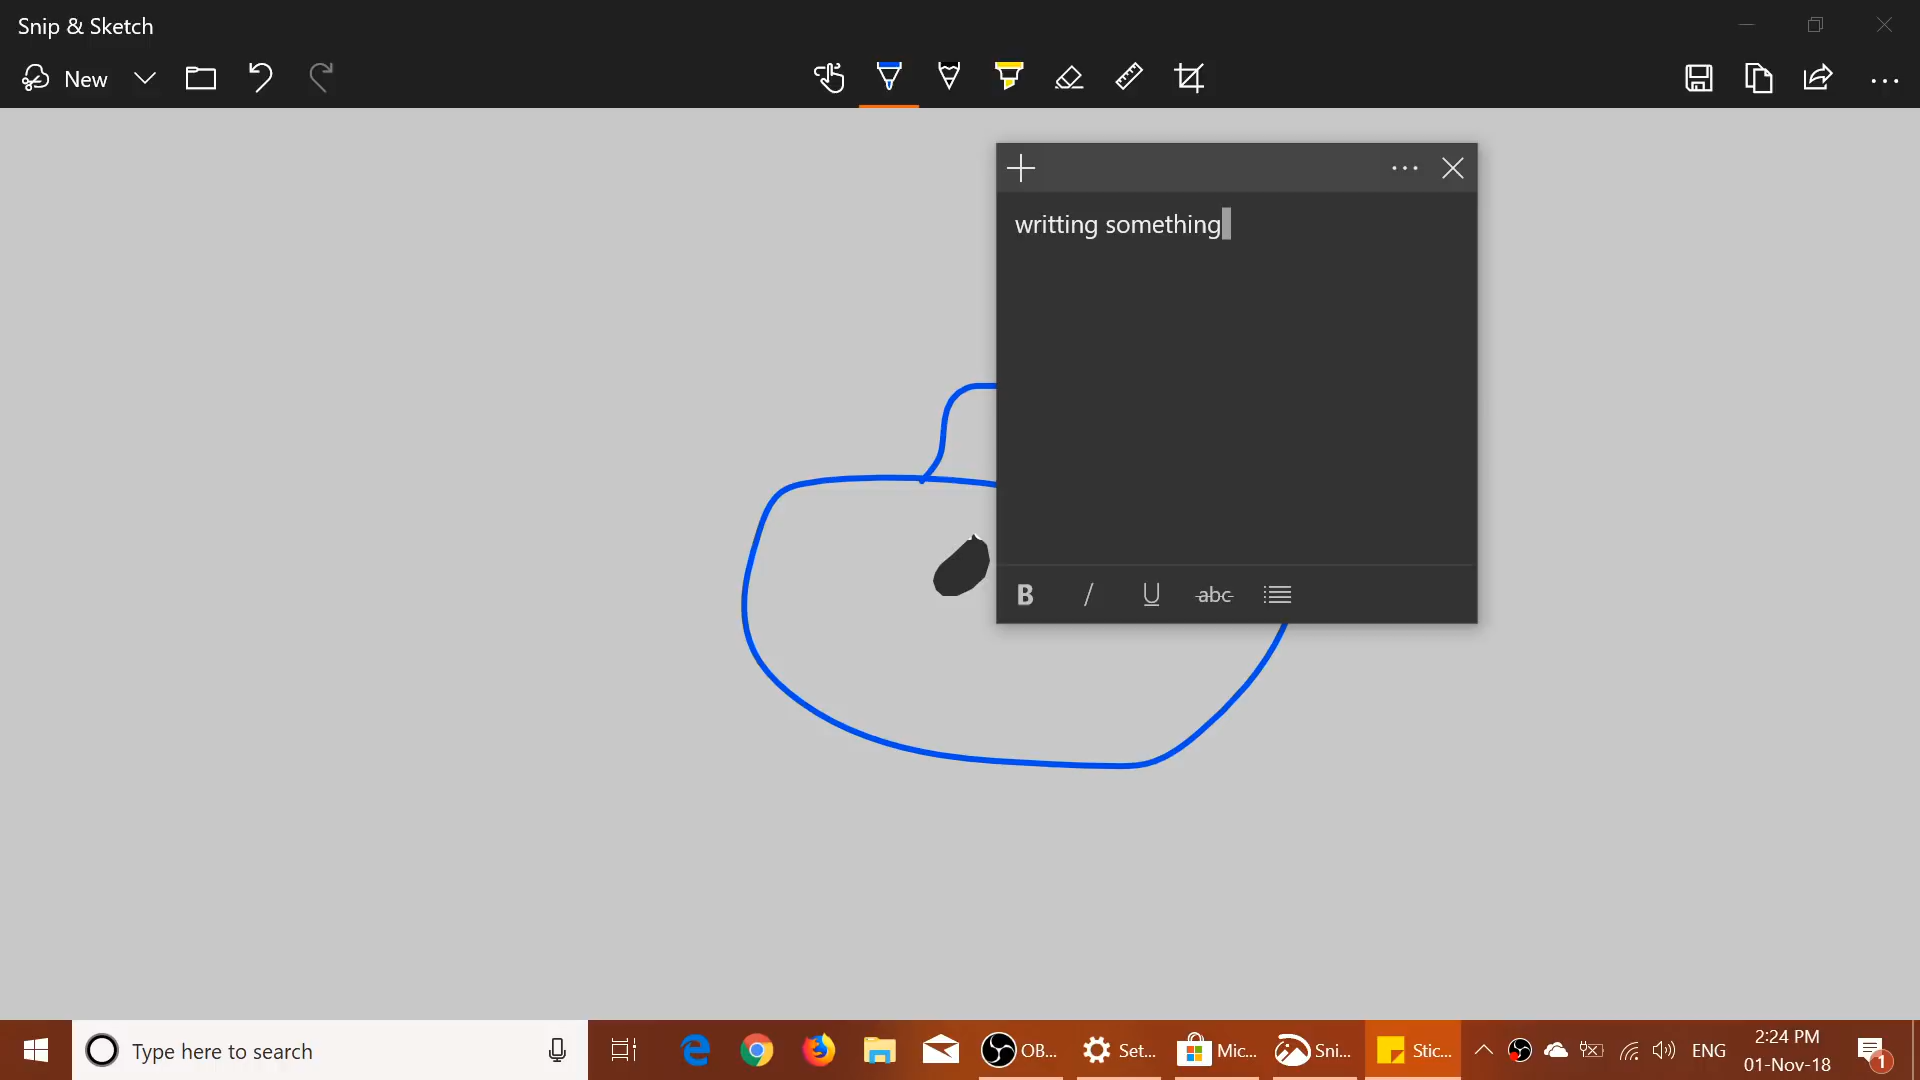 Snip & Sketch
New
writting something
B / U abc
Type here to search
OB...
Set...
Mic...
Sni...
Stic...
ENG
2:24 PM
01-Nov-18
1